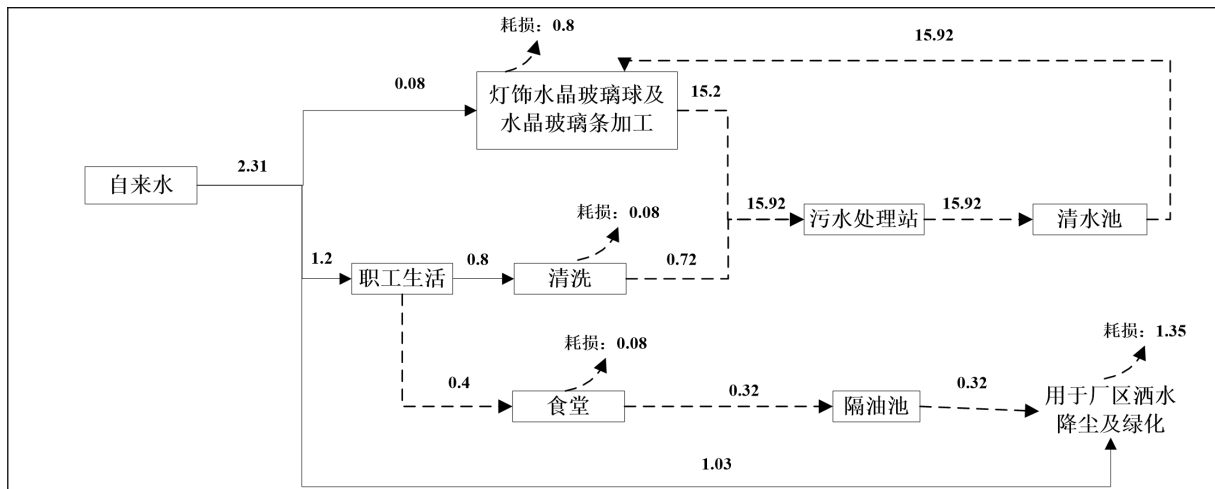 耗损：0.8
15.92
0.08
灯饰水晶玻璃球及
水晶玻璃条加工
15.2
2.31
自来水
耗损：0.08
15.92
污水处理站
15.92
清水池
1.2
职工生活
0.8
清洗
0.72
耗损：1.35
耗损：0.08
0.4
食堂
0.32
隔油池
0.32
用于厂区洒水
降尘及绿化
1.03